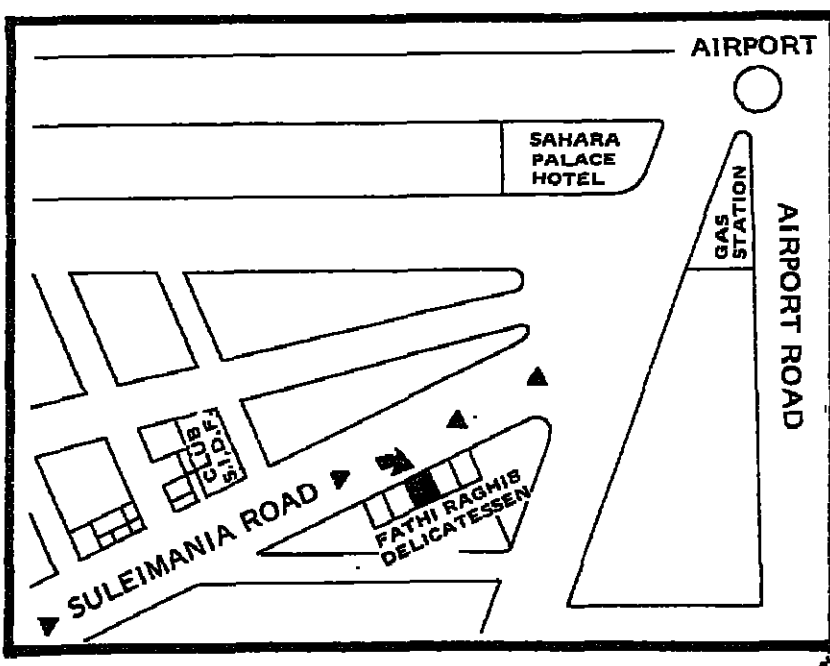 AIRPORT
SAHARA
PALACE
HOTEL
GAS
STATION
AIRPORT ROAD
CLUB
S.I.D.F.
SULEIMANIA ROAD
FATHI RAGHIB
DELICATESSEN